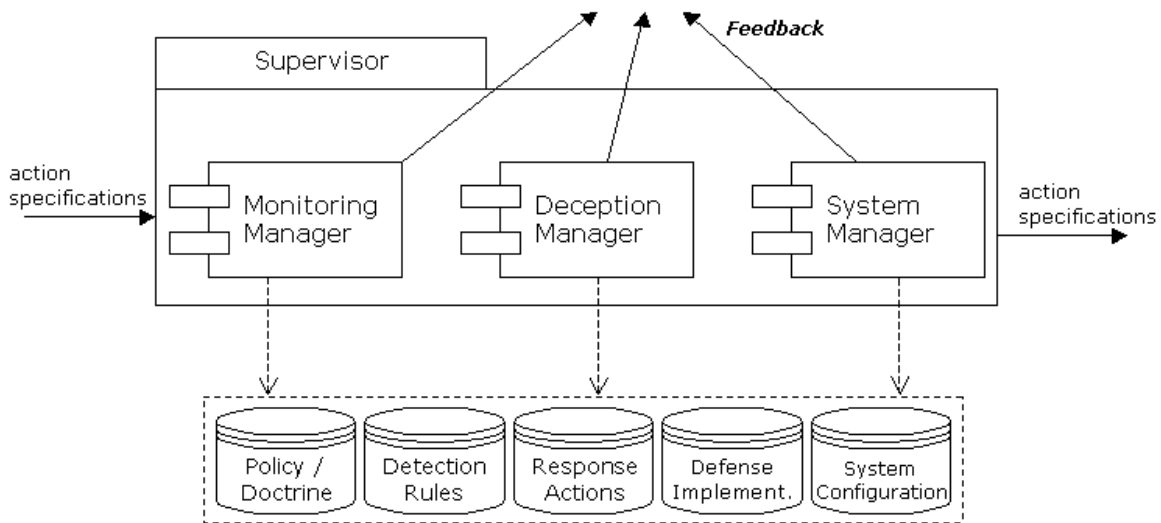 Feedback
Supervisor
action
specifications
Monitoring
Manager
Deception
Manager
System
Manager
action
specifications
Policy /
Doctrine
Detection
Rules
Response
Actions
Defense
Implement.
System
Configuration